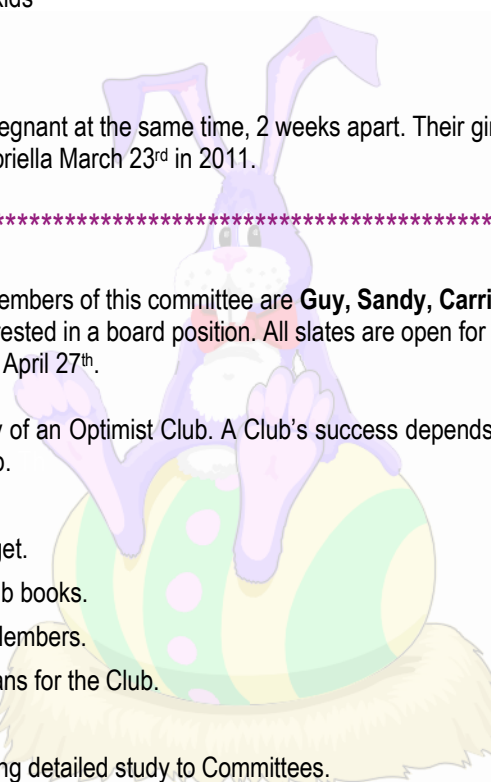 kids
egnant at the same time, 2 weeks apart. Their gir
briella March 23rd in 2011.
******************************************
embers of this committee are Guy, Sandy, Carri
rested in a board position. All slates are open for
April 27th.
y of an Optimist Club. A Club's success depends
b.
get.
b books.
Members.
ans for the Club.
ng detailed study to Committees.